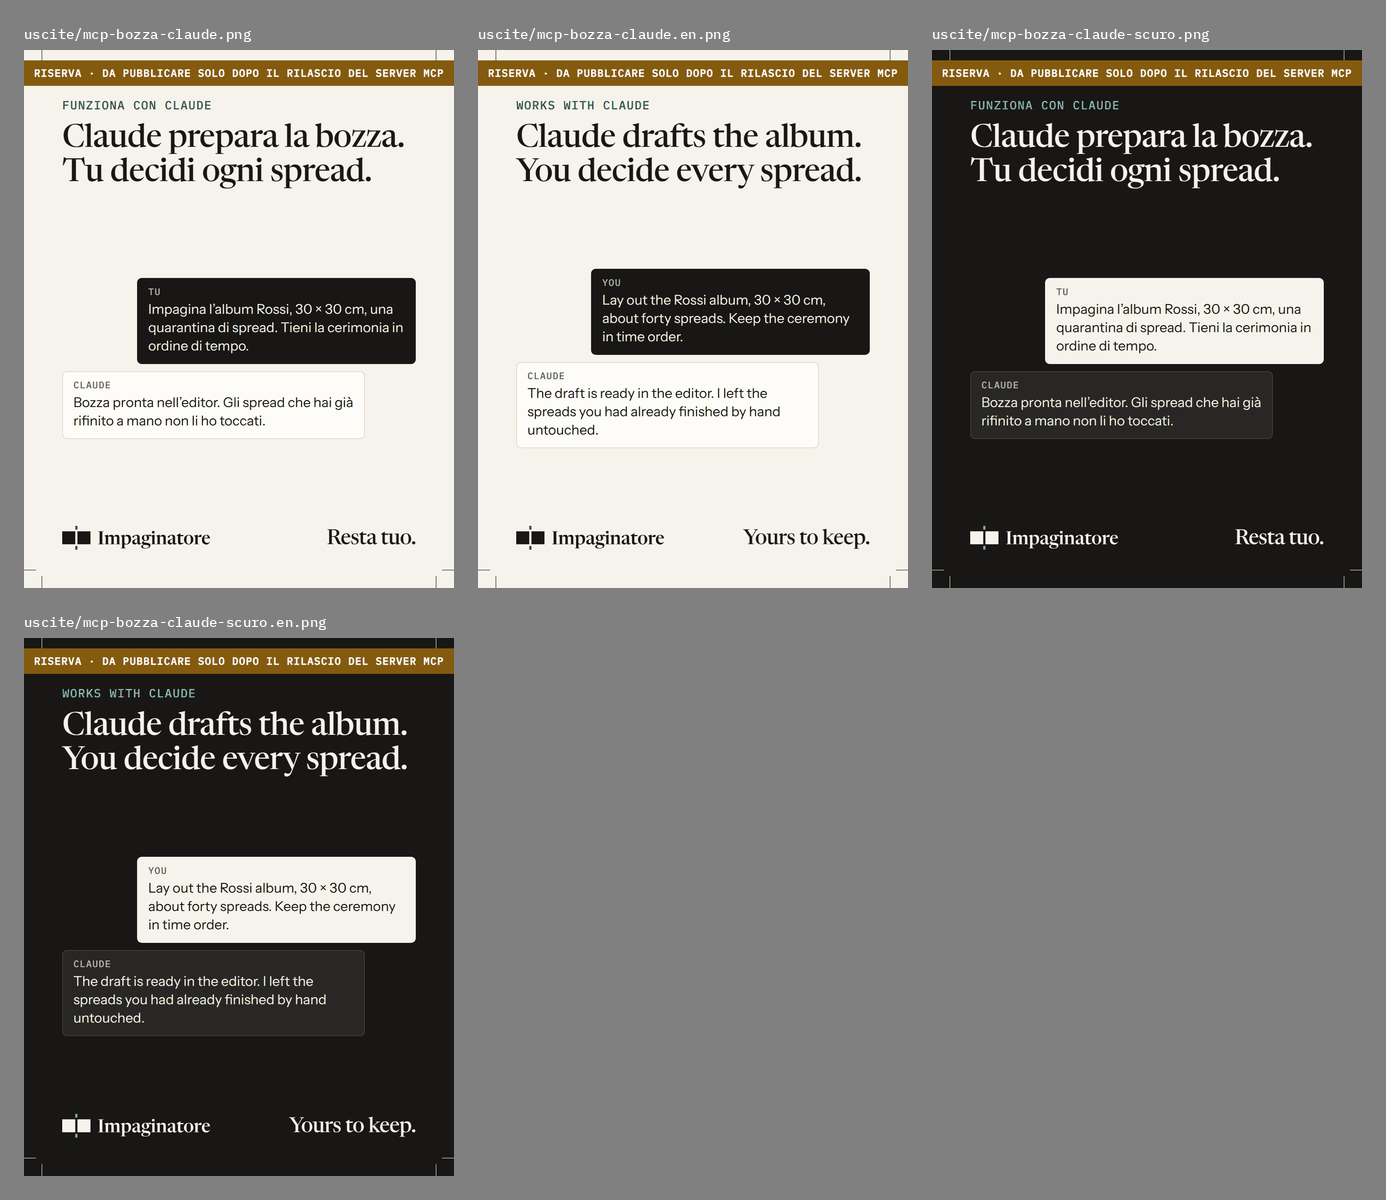 uscite/mcp-bozza-claude.png
RISERVA · DA PUBBLICARE SOLO DOPO IL RILASCIO DEL SERVER MCP
FUNZIONA CON CLAUDE
Claude prepara la bozza.
Tu decidi ogni spread.
TU
Impagina l’album Rossi, 30 × 30 cm, una
quarantina di spread. Tieni la cerimonia in
ordine di tempo.
CLAUDE
Bozza pronta nell’editor. Gli spread che hai già
rifinito a mano non li ho toccati.
Impaginatore
Resta tuo.
uscite/mcp-bozza-claude.en.png
RISERVA · DA PUBBLICARE SOLO DOPO IL RILASCIO DEL SERVER MCP
WORKS WITH CLAUDE
Claude drafts the album.
You decide every spread.
YOU
Lay out the Rossi album, 30 × 30 cm,
about forty spreads. Keep the ceremony
in time order.
CLAUDE
The draft is ready in the editor. I left the
spreads you had already finished by hand
untouched.
Impaginatore
Yours to keep.
uscite/mcp-bozza-claude-scuro.png
RISERVA · DA PUBBLICARE SOLO DOPO IL RILASCIO DEL SERVER MCP
FUNZIONA CON CLAUDE
Claude prepara la bozza.
Tu decidi ogni spread.
TU
Impagina l’album Rossi, 30 × 30 cm, una
quarantina di spread. Tieni la cerimonia in
ordine di tempo.
CLAUDE
Bozza pronta nell’editor. Gli spread che hai già
rifinito a mano non li ho toccati.
Impaginatore
Resta tuo.
uscite/mcp-bozza-claude-scuro.en.png
RISERVA · DA PUBBLICARE SOLO DOPO IL RILASCIO DEL SERVER MCP
WORKS WITH CLAUDE
Claude drafts the album.
You decide every spread.
YOU
Lay out the Rossi album, 30 × 30 cm,
about forty spreads. Keep the ceremony
in time order.
CLAUDE
The draft is ready in the editor. I left the
spreads you had already finished by hand
untouched.
Impaginatore
Yours to keep.